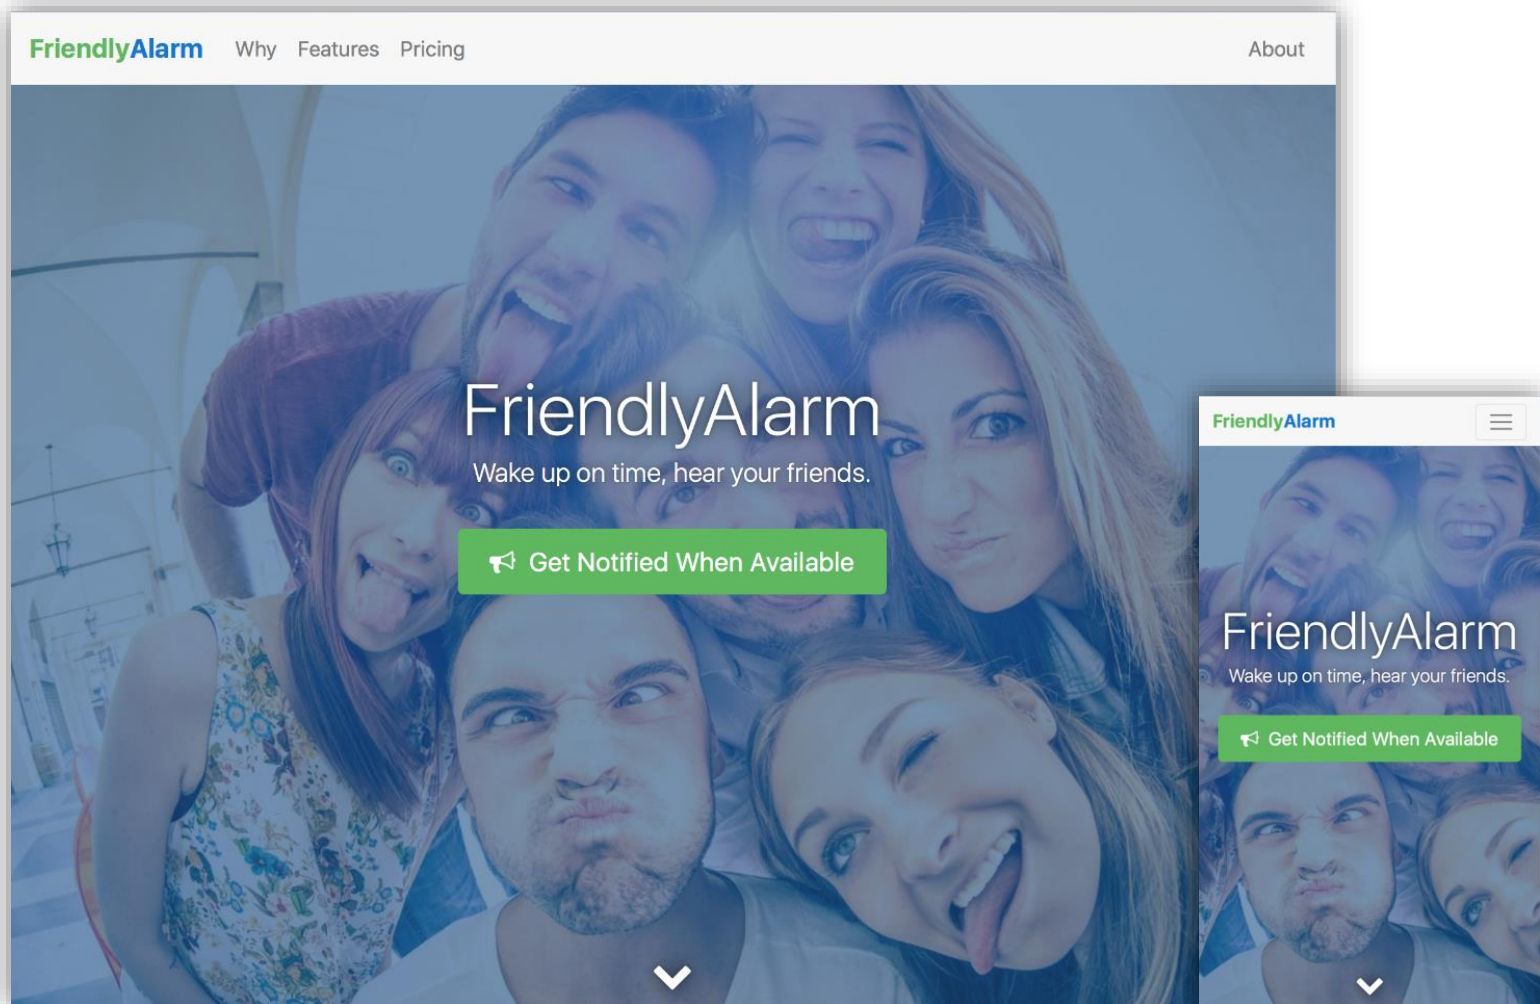 FriendlyAlarm Why Features Pricing About
FriendlyAlarm
Wake up on time, hear your friends.
Get Notified When Available
FriendlyAlarm
FriendlyAlarm
Wake up on time, hear your friends.
Get Notified When Available